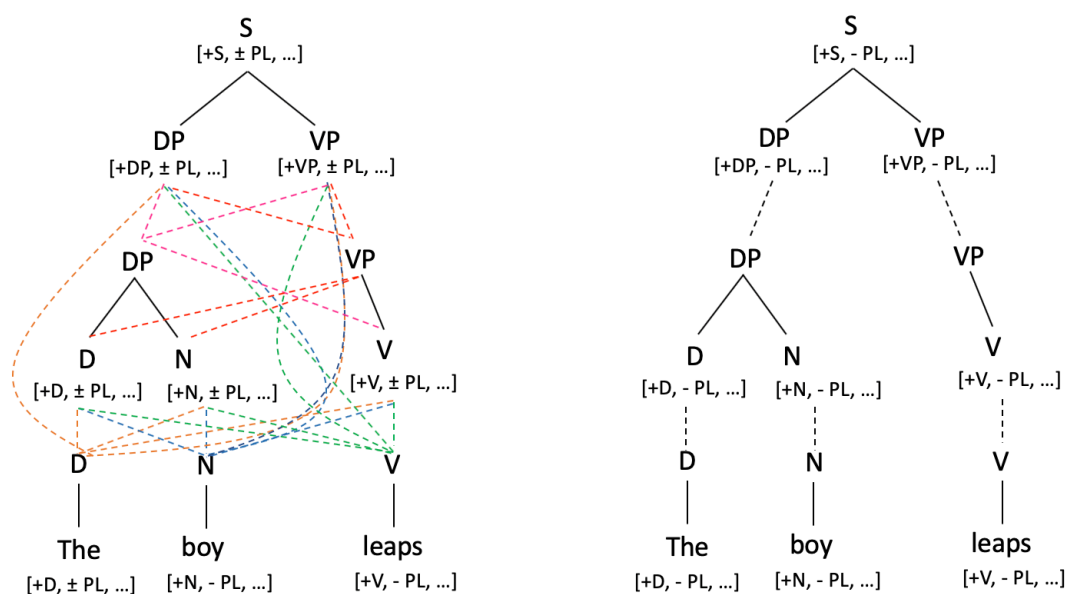 S
[+S, ± PL, ...]
DP VP
[+DP, ± PL, ...] [+VP, ± PL, ...]
DP VP
D N V
[+D, ± PL, ...] [+N, ± PL, ...] [+V, ± PL, ...]
D N V
The boy leaps
[+D, ± PL, ...] [+N, - PL, ...] [+V, - PL, ...]
S
[+S, - PL, ...]
DP VP
[+DP, - PL, ...] [+VP, - PL, ...]
DP VP
D N V
[+D, - PL, ...] [+N, - PL, ...] [+V, - PL, ...]
D N V
The boy leaps
[+D, - PL, ...] [+N, - PL, ...] [+V, - PL, ...]